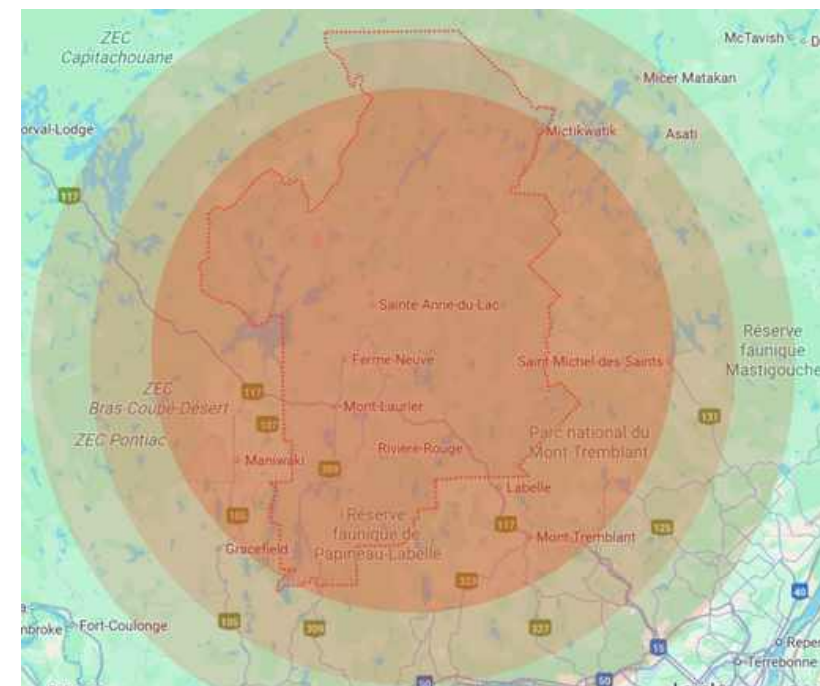 ZEC
Capitachouane
McTavish
D
Micer Matakan
orval-Lodge
Mictikwatik
Asati
117
Sainte Anne-du-Lac
Réserve
faunique
Mastigouche
Ferme-Neuve
Saint-Michel-des-Saints
ZEC
Bras-Coupé-Désert
117
Mont-Laurier
131
107
ZEC Pontiac
Parc national du
Mont-Tremblant
Rivière-Rouge
Maniwaki
309
Labelle
Réserve
faunique de
Papineau-Labelle
105
117
125
Mont-Tremblant
Gracefield
323
40
nbroke
Fort-Coulonge
105
309
327
15
Repen
Terrebonne
50
50